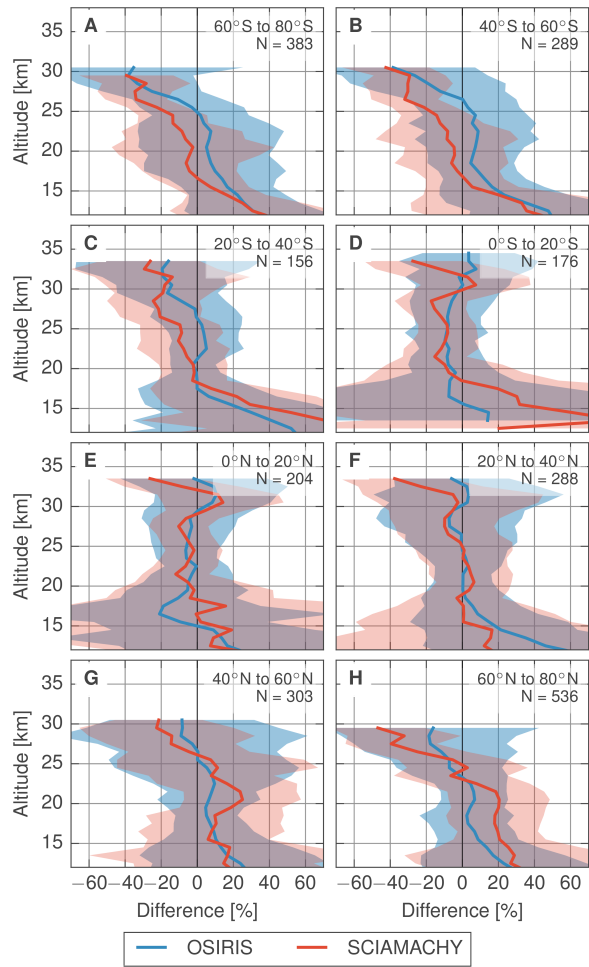 A 60°S to 80°S
N = 383
B 40°S to 60°S
N = 289
Altitude [km]
35
30
25
20
15
C 20°S to 40°S
N = 156
D 0°S to 20°S
N = 176
Altitude [km]
35
30
25
20
15
E 0°N to 20°N
N = 204
F 20°N to 40°N
N = 288
Altitude [km]
35
30
25
20
15
G 40°N to 60°N
N = 303
H 60°N to 80°N
N = 536
Altitude [km]
35
30
25
20
15
−60 −40 −20 0 20 40 60
−60 −40 −20 0 20 40 60
Difference [%]
Difference [%]
OSIRIS SCIAMACHY